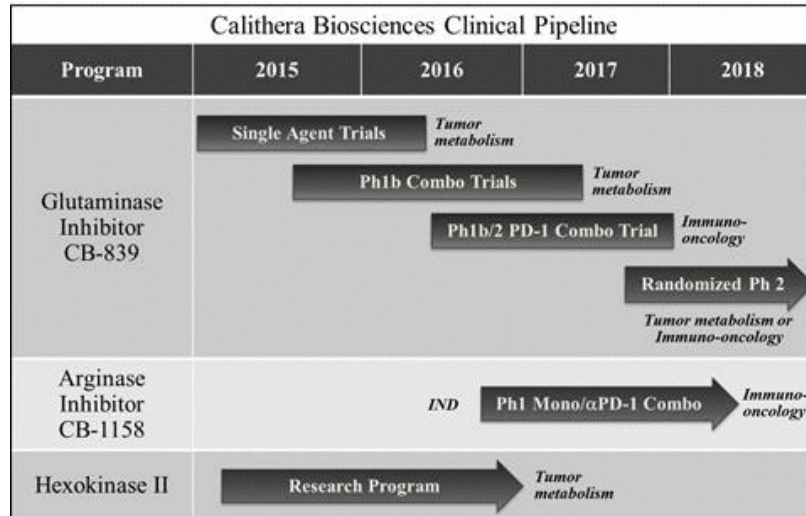 Calithera Biosciences Clinical Pipeline
Program 2015 2016 2017 2018
Glutaminase
Inhibitor
CB-839
Single Agent Trials
Tumor
metabolism
Ph1b Combo Trials
Tumor
metabolism
Ph1b/2 PD-1 Combo Trial
Immuno-
oncology
Randomized Ph 2
Tumor metabolism or
Immuno-oncology
Arginase
Inhibitor
CB-1158
IND
Ph1 Mono/αPD-1 Combo
Immuno-
oncology
Hexokinase II
Research Program
Tumor
metabolism